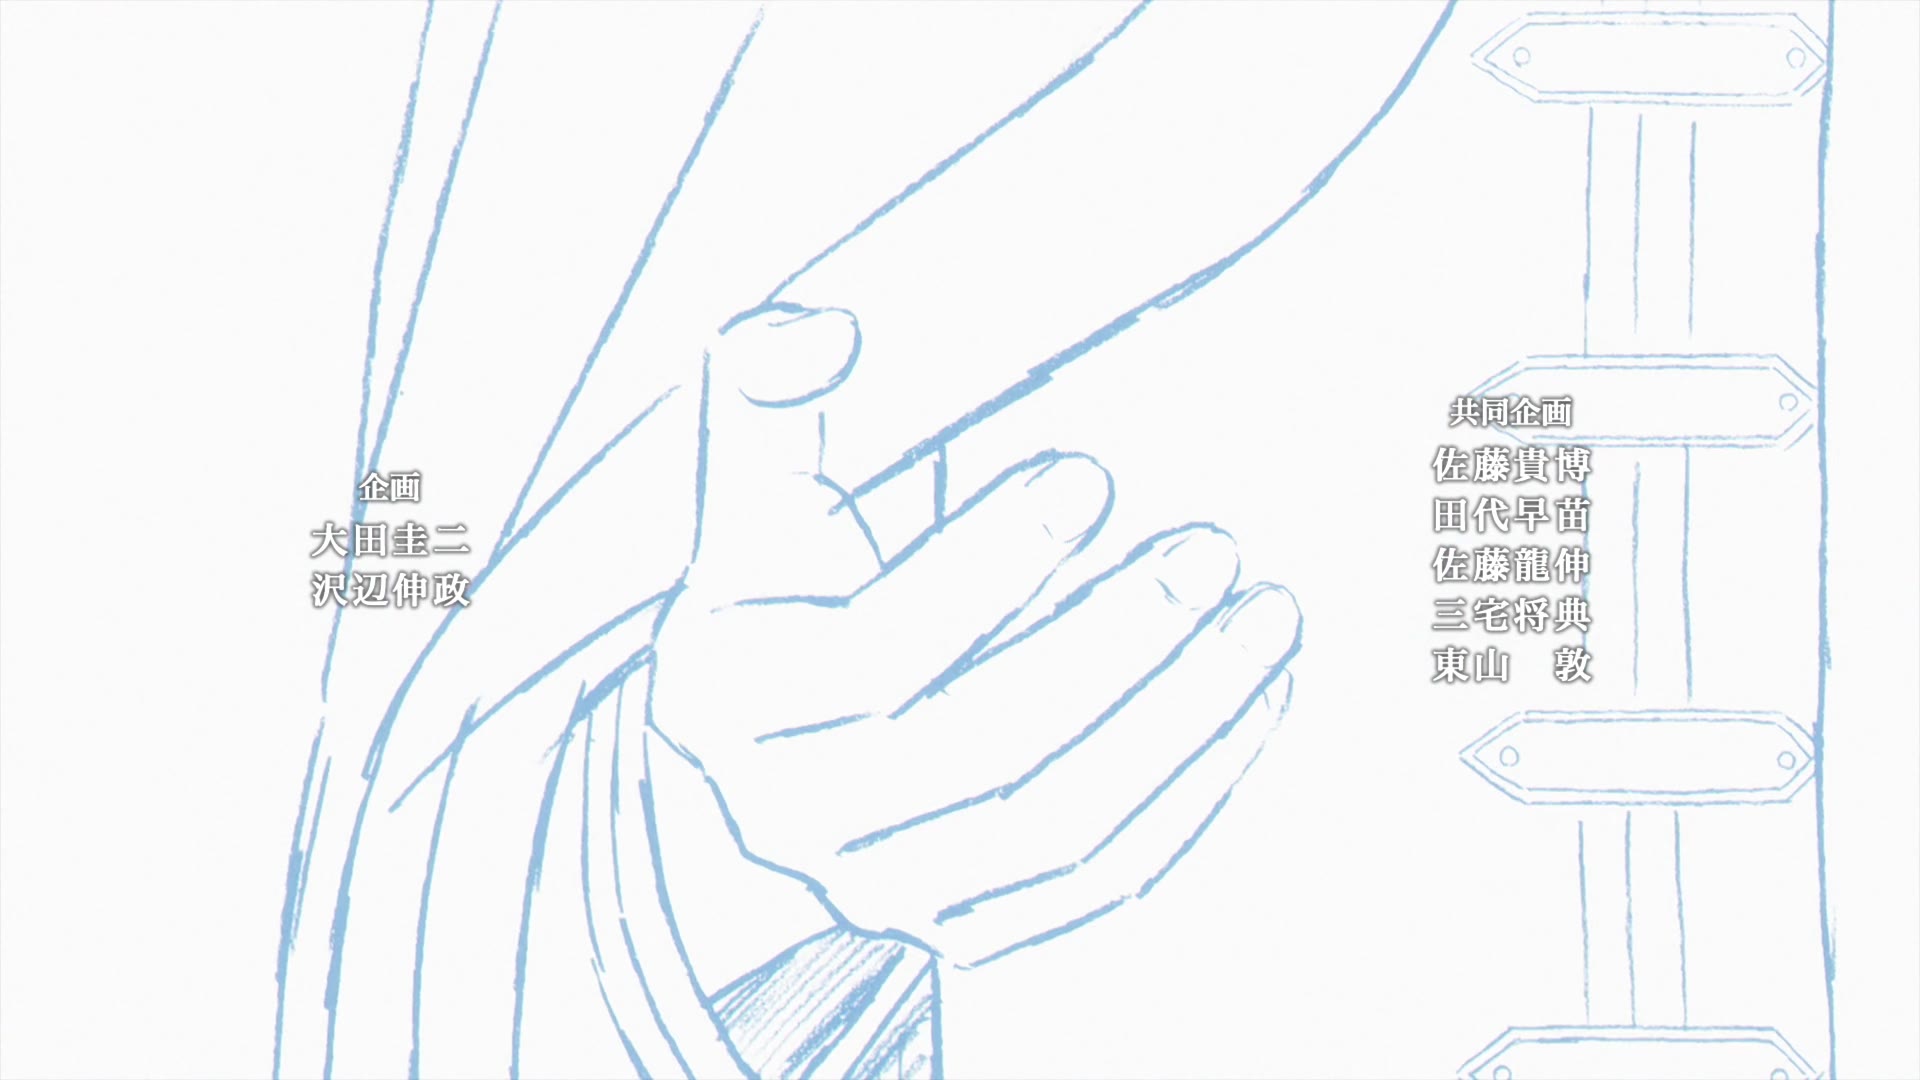 企画
大田圭二
沢辺伸政
共同企画
佐藤貴博
田代早苗
佐藤龍伸
三宅将典
東山　敦